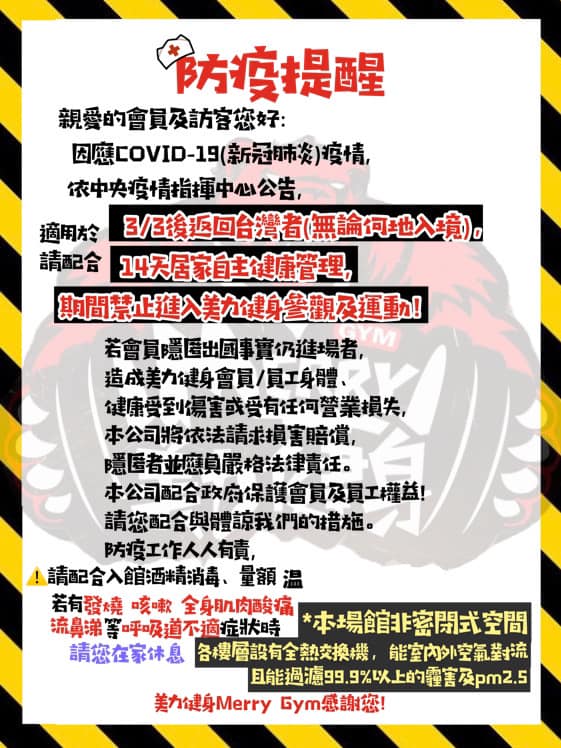 防疫提醒
親愛的會員及訪客您好:
因應COVID-19(新冠肺炎)疫情,
依中央疫情指揮中心公告,
適用於 3/3後返回台灣者(無論何地入境),
請配合 14天居家自主健康管理,
期間禁止進入美力健身參觀及運動!
若會員隱匿出國事實仍進場者,
造成美力健身會員/員工身體、
健康受到傷害或受有任何營業損失,
本公司將依法請求損害賠償,
隱匿者並應負嚴格法律責任。
本公司配合政府保護會員及員工權益!
請您配合與體諒我們的措施。
防疫工作人人有責,
⚠️請配合入館酒精消毒、量額 溫
若有發燒 咳嗽 全身肌肉酸痛
流鼻涕等呼吸道不適症狀時
請您在家休息
*本場館非密閉式空間
各樓層設有全熱交換機，能室內外空氣對流
且能過濾99.9%以上的霾害及pm2.5
美力健身Merry Gym感謝您!
GYM